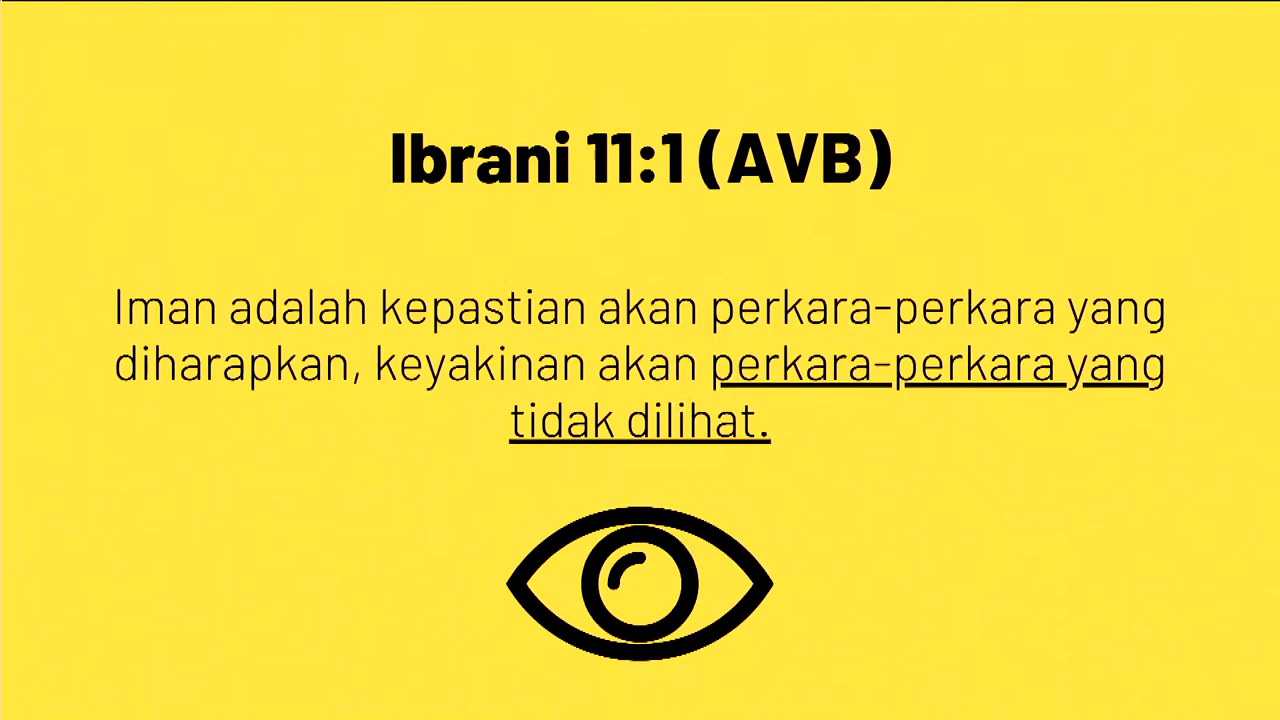 Ibrani 11:1 (AVB)
Iman adalah kepastian akan perkara-perkara yang
diharapkan, keyakinan akan perkara-perkara yang
tidak dilihat.